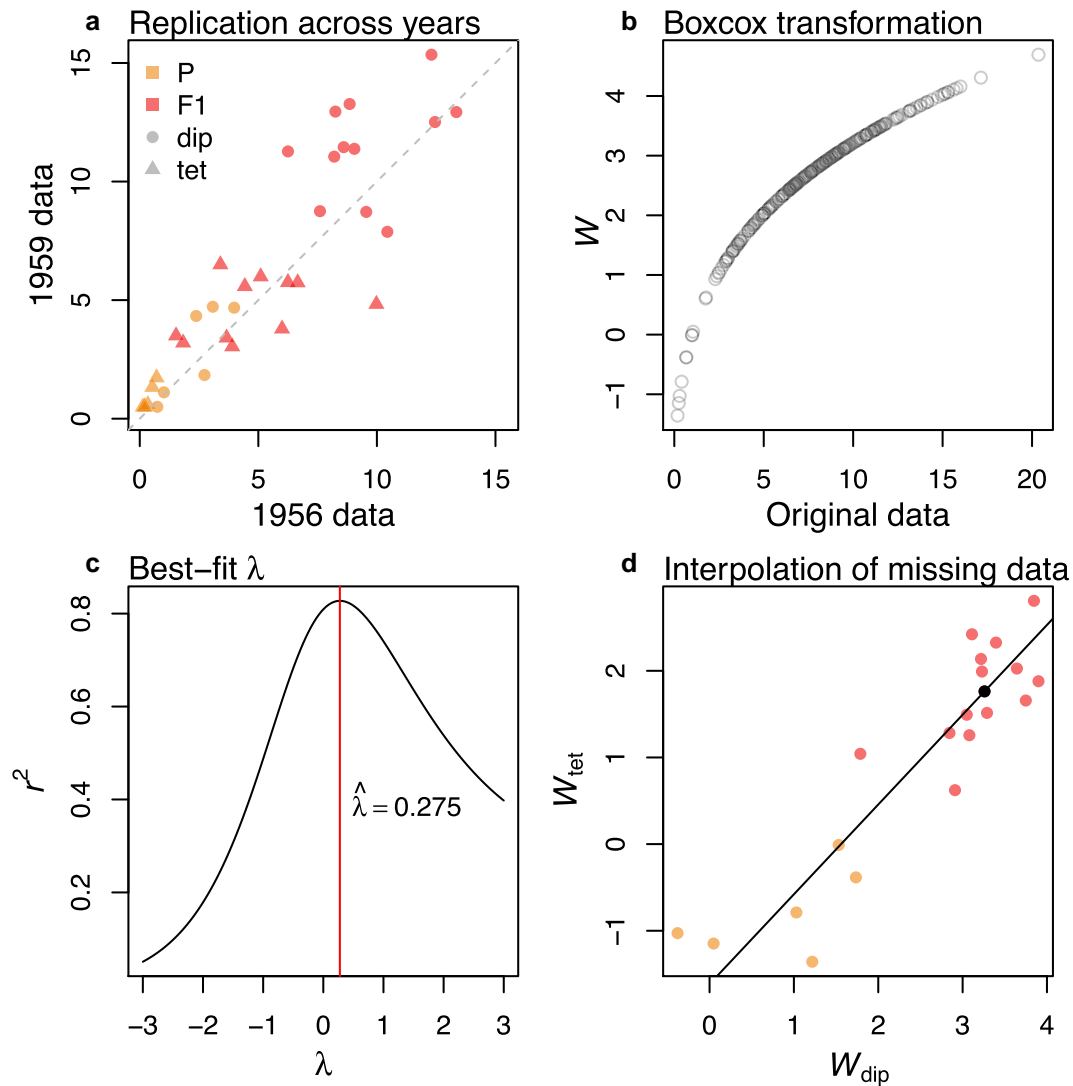 a Replication across years
15
10
5
0
1959 data
P
F1
dip
tet
0 5 10 15
1956 data
b Boxcox transformation
4
3
2
1
0
−1
W
0 5 10 15 20
Original data
c Best−fit λ
0.8
0.6
0.4
0.2
r²
λ̂ = 0.275
−3 −2 −1 0 1 2 3
λ
d Interpolation of missing data
2
1
0
−1
Wtet
0 1 2 3 4
Wdip